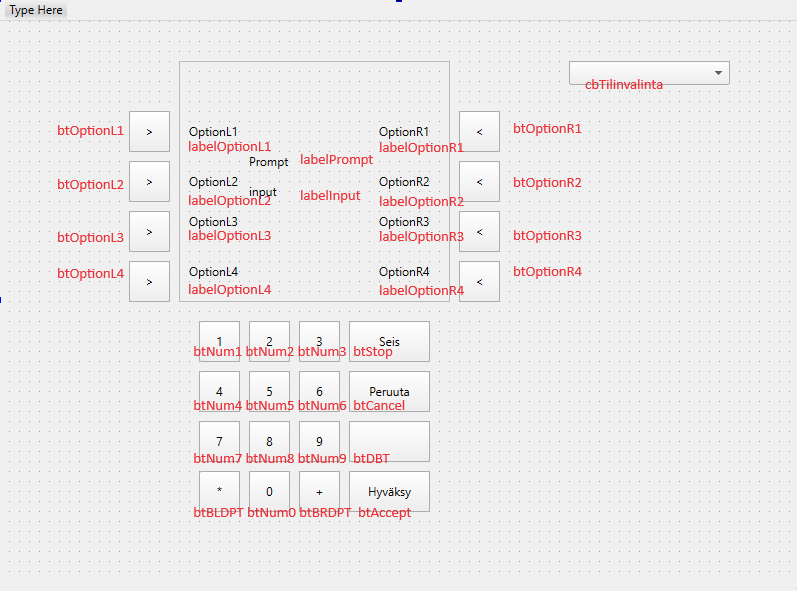 Type Here
cbTilinvalinta
btOptionL1 > OptionL1 OptionR1 < btOptionR1
labelOptionL1 labelOptionR1
Prompt labelPrompt
btOptionL2 > OptionL2 OptionR2 < btOptionR2
input labelInput
labelOptionL2 labelOptionR2
btOptionL3 > OptionL3 OptionR3 < btOptionR3
labelOptionL3 labelOptionR3
btOptionL4 > OptionL4 OptionR4 < btOptionR4
labelOptionL4 labelOptionR4
1 2 3 Seis
btNum1 btNum2 btNum3 btStop
4 5 6 Peruuta
btNum4 btNum5 btNum6 btCancel
7 8 9
btNum7 btNum8 btNum9 btDBT
* 0 + Hyväksy
btBLDPT btNum0 btBRDPT btAccept